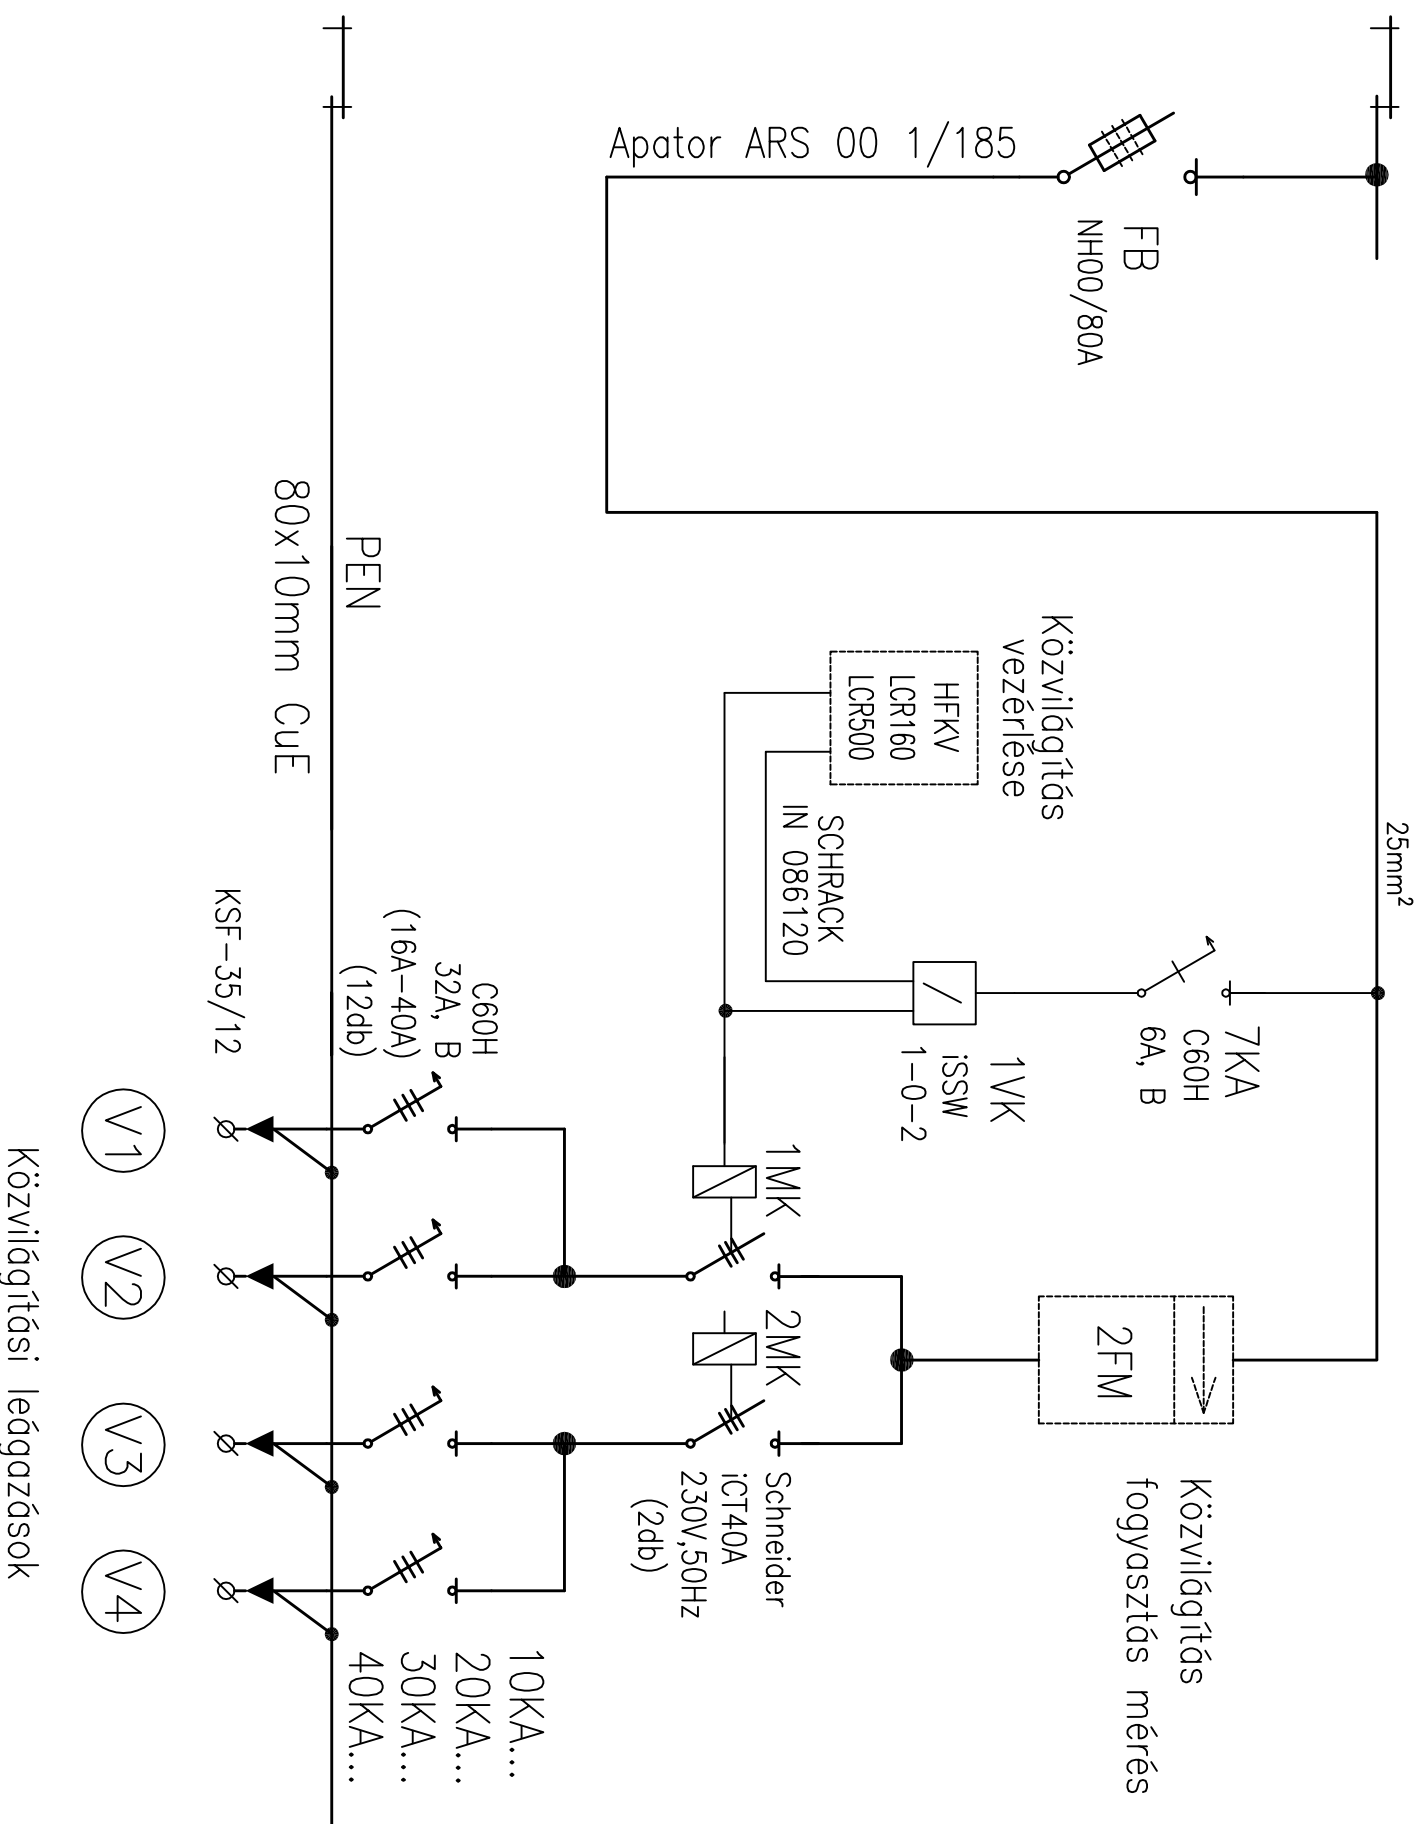 Apator ARS 00 1/185
FB
NH00/80A
25mm²
Közvilágítás
vezérlése
HFKV
LCR160
LCR500
SCHRACK
IN 086120
7KA
C60H
6A, B
1VK
iSSW
1-0-2
2FM
Közvilágítás
fogyasztás mérés
1MK
2MK
Schneider
iCT40A
230V,50Hz
(2db)
C60H
32A, B
(16A-40A)
(12db)
10KA....
20KA....
30KA....
40KA....
PEN
80x10mm CuE
KSF-35/12
V1
V2
V3
V4
Közvilágítási leágazások